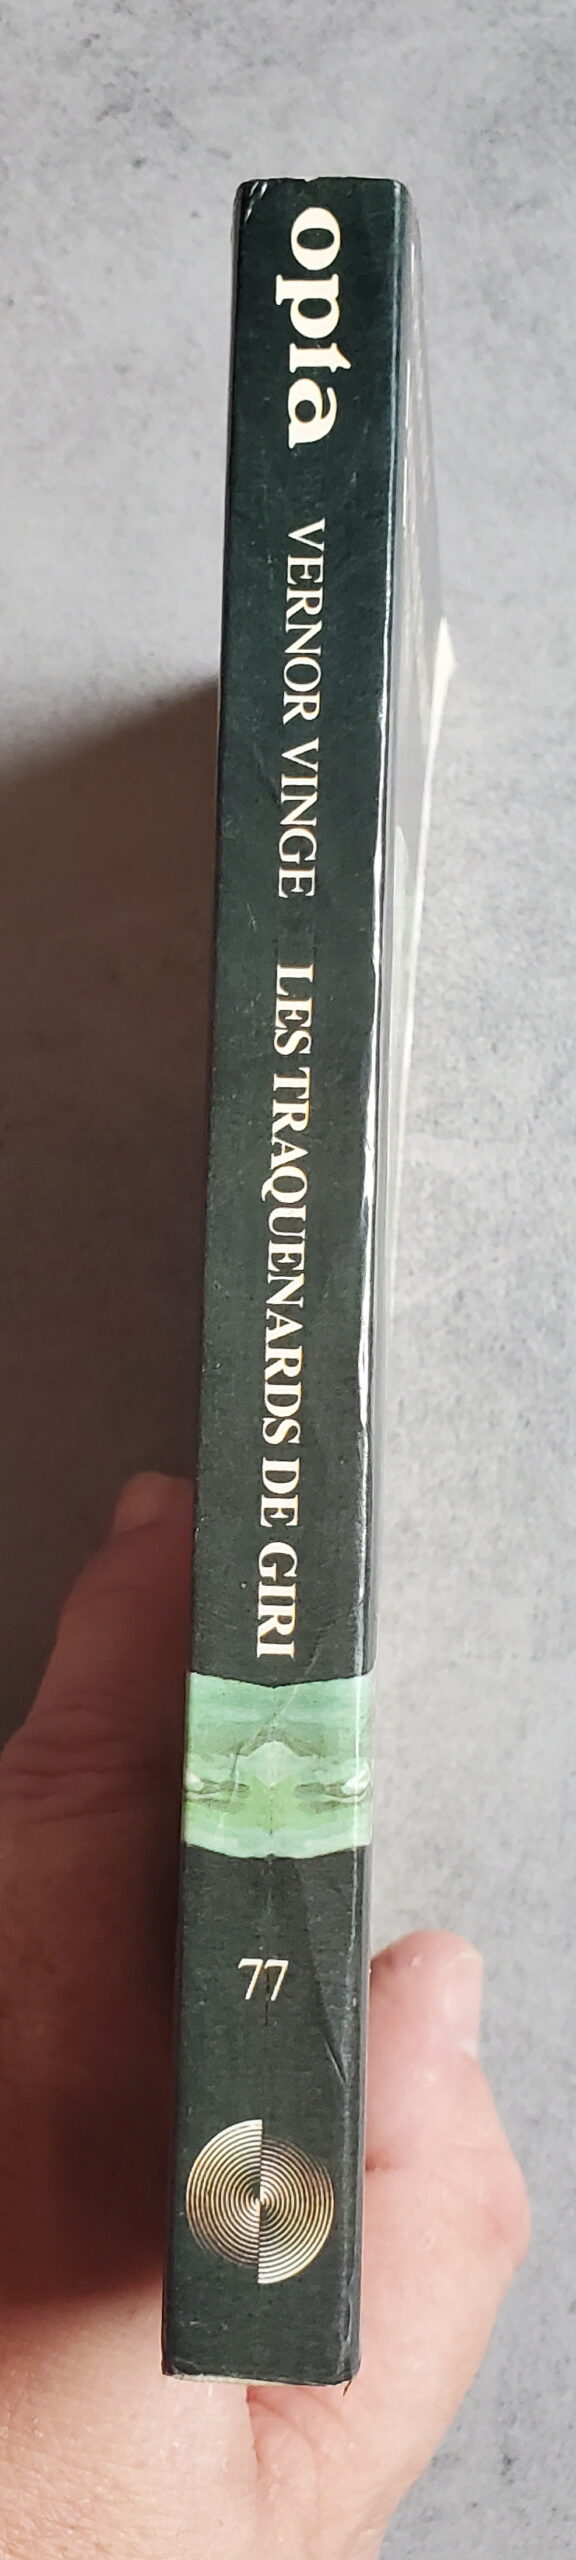 opta
VERNOR VINGE LES TRAQUENARDS DE GIRI
77